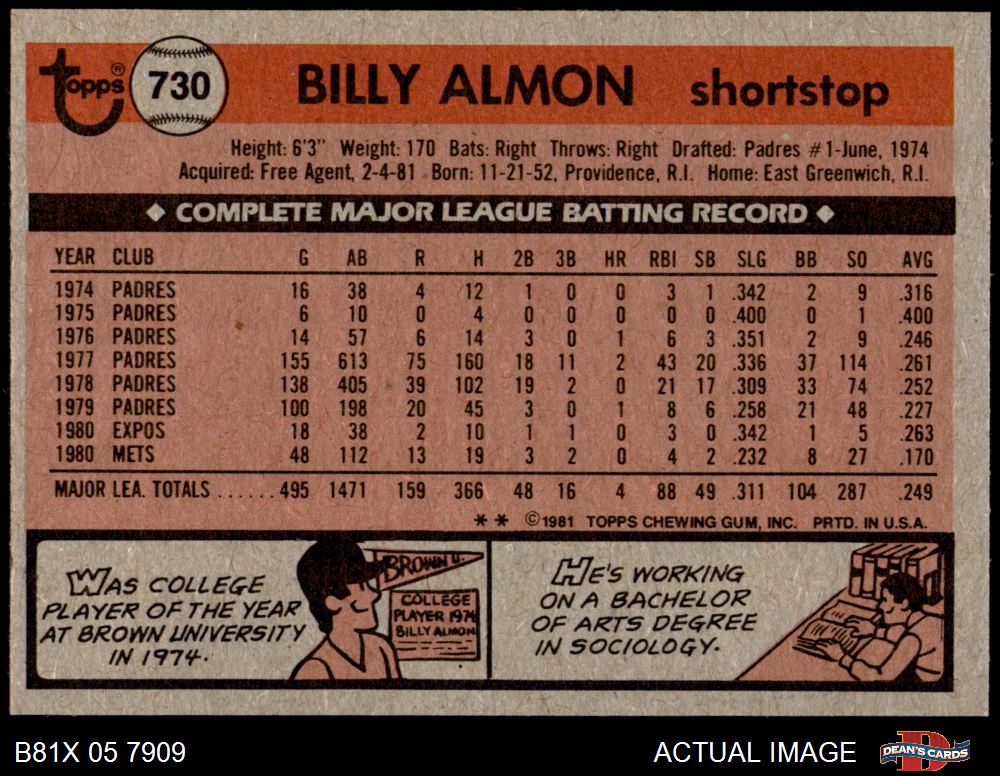 Topps® 730 BILLY ALMON shortstop
Height: 6'3" Weight: 170 Bats: Right Throws: Right Drafted: Padres #1-June, 1974
Acquired: Free Agent, 2-4-81 Born: 11-21-52, Providence, R.I. Home: East Greenwich, R.I.
◆ COMPLETE MAJOR LEAGUE BATTING RECORD ◆
YEAR CLUB G AB R H 2B 3B HR RBI SB SLG BB SO AVG
1974 PADRES 16 38 4 12 1 0 0 3 1 .342 2 9 .316
1975 PADRES 6 10 0 4 0 0 0 0 0 .400 0 1 .400
1976 PADRES 14 57 6 14 3 0 1 6 3 .351 2 9 .246
1977 PADRES 155 613 75 160 18 11 2 43 20 .336 37 114 .261
1978 PADRES 138 405 39 102 19 2 0 21 17 .309 33 74 .252
1979 PADRES 100 198 20 45 3 0 1 8 6 .258 21 48 .227
1980 EXPOS 18 38 2 10 1 1 0 3 0 .342 1 5 .263
1980 METS 48 112 13 19 3 2 0 4 2 .232 8 27 .170
MAJOR LEA. TOTALS ...... 495 1471 159 366 48 16 4 88 49 .311 104 287 .249
** ©1981 TOPPS CHEWING GUM, INC. PRTD. IN U.S.A.
WAS COLLEGE
PLAYER OF THE YEAR
AT BROWN UNIVERSITY
IN 1974.
BROWN U.
COLLEGE
PLAYER 1974
BILLY ALMON
HE'S WORKING
ON A BACHELOR
OF ARTS DEGREE
IN SOCIOLOGY.
B81X 05 7909 ACTUAL IMAGE DEAN'S CARDS